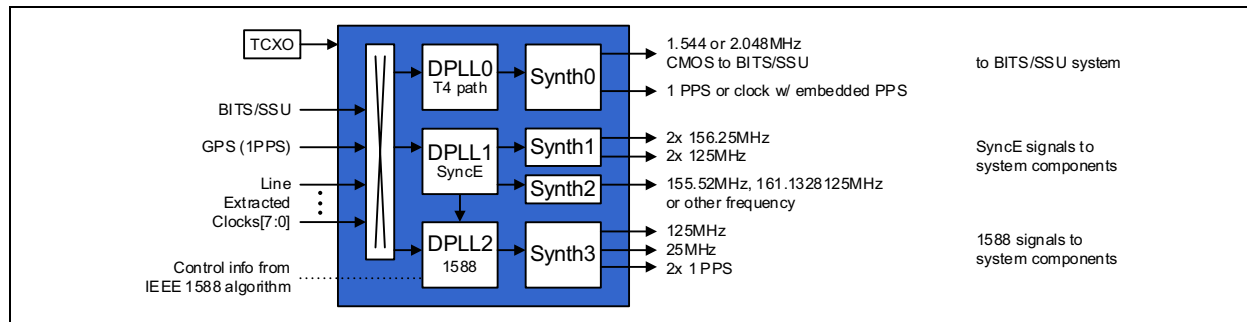 TCXO
BITS/SSU
GPS (1PPS)
Line
Extracted
Clocks[7:0]
Control info from
IEEE 1588 algorithm
DPLL0
T4 path
DPLL1
SyncE
DPLL2
1588
Synth0
Synth1
Synth2
Synth3
1.544 or 2.048MHz
CMOS to BITS/SSU
1 PPS or clock w/ embedded PPS
2x 156.25MHz
2x 125MHz
155.52MHz, 161.1328125MHz
or other frequency
125MHz
25MHz
2x 1 PPS
to BITS/SSU system
SyncE signals to
system components
1588 signals to
system components